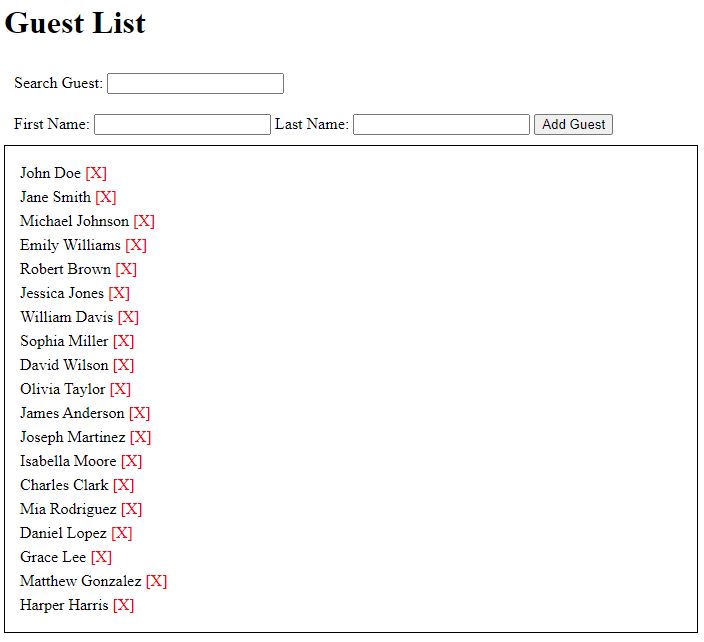 Guest List
Search Guest:
First Name: Last Name: Add Guest
John Doe [X]
Jane Smith [X]
Michael Johnson [X]
Emily Williams [X]
Robert Brown [X]
Jessica Jones [X]
William Davis [X]
Sophia Miller [X]
David Wilson [X]
Olivia Taylor [X]
James Anderson [X]
Joseph Martinez [X]
Isabella Moore [X]
Charles Clark [X]
Mia Rodriguez [X]
Daniel Lopez [X]
Grace Lee [X]
Matthew Gonzalez [X]
Harper Harris [X]